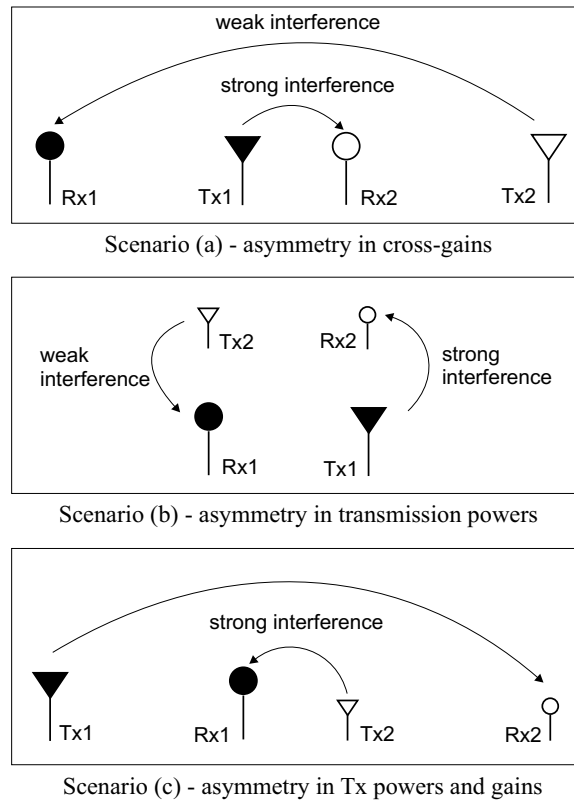 weak interference
strong interference
Rx1
Tx1
Rx2
Tx2
Scenario (a) - asymmetry in cross-gains
Tx2
Rx2
weak
interference
strong
interference
Rx1
Tx1
Scenario (b) - asymmetry in transmission powers
strong interference
Tx1
Rx1
Tx2
Rx2
Scenario (c) - asymmetry in Tx powers and gains